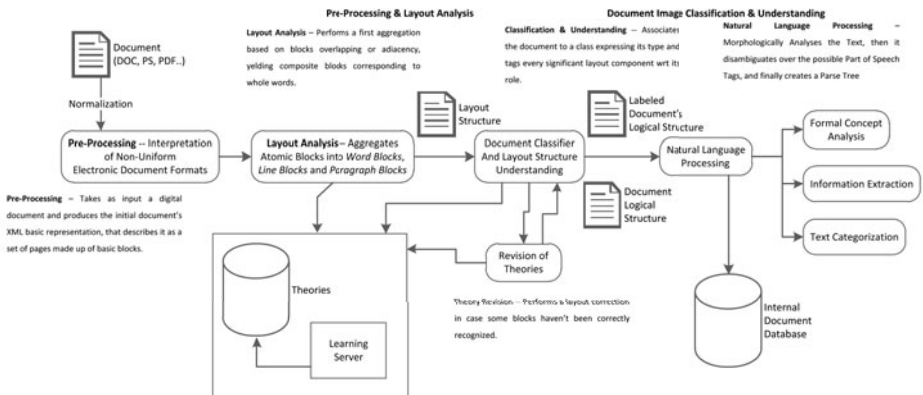 Pre-Processing & Layout Analysis
Document Image Classification & Understanding
Document
(DOC, PS, PDF..)
Layout Analysis – Performs a first aggregation
based on blocks overlapping or adiacency,
yelding composite blocks corresponding to
whole words.
Classification & Understanding – Associates
the document to a class expressing its type and
tags every significant layout component wrt its
role.
Natural Language Processing –
Morphologically Analyses the Text, then it
disambiguates over the possible Part of Speech
Tags, and finally creates a Parse Tree
Normalization
Layout
Structure
Labeled
Document's
Logical Structure
Pre-Processing -- Interpretation
of Non-Uniform
Electronic Document Formats
Layout Analysis– Aggregates
Atomic Blocks into Word Blocks,
Line Blocks and Paragraph Blocks
Document Classifier
And Layout Structure
Understanding
Natural Language
Processing
Formal Concept
Analysis
Information Extraction
Text Categorization
Document
Logical
Structure
Pre-Processing – Takes as input a digital
document and produces the initial document's
XML basic representation, that describes it as a
set of pages made up of basic blocks.
Revision of
Theories
Theories
Learning
Server
Theory Revision – Performs a layout correction
in case some blocks haven't been correctly
recognized.
Internal
Document
Database